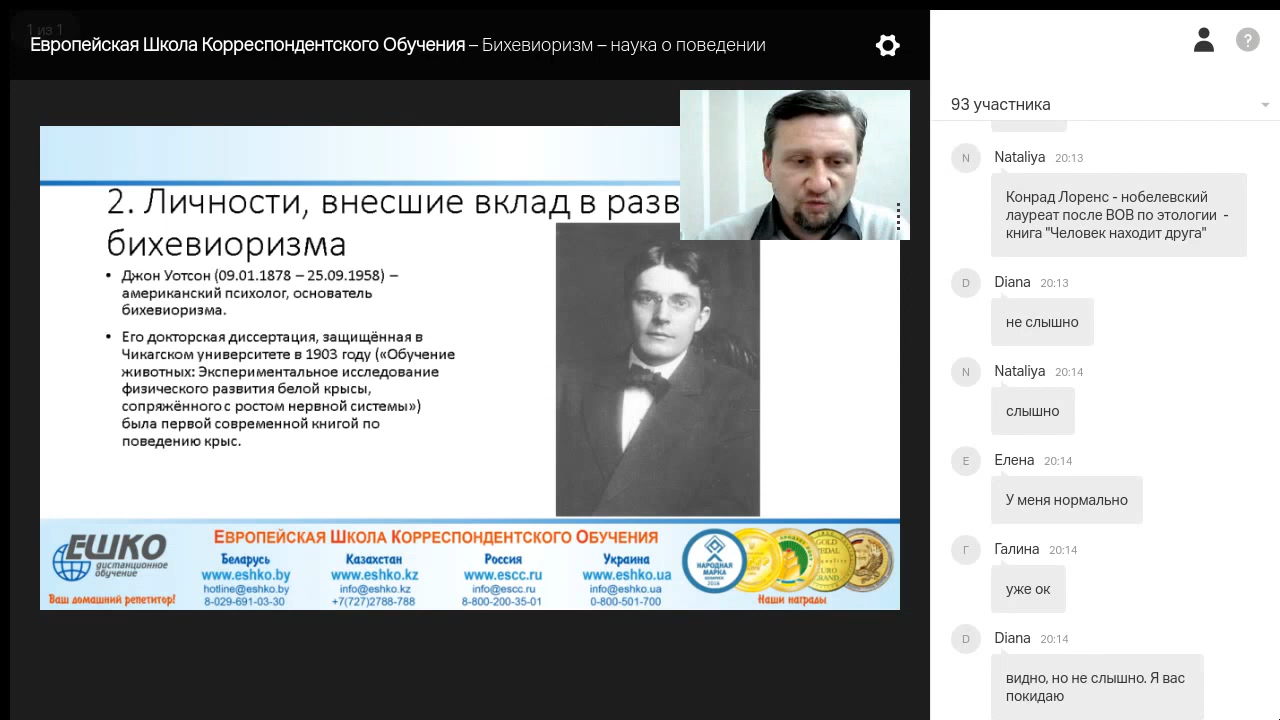 1 из 1
Европейская Школа Корреспондентского Обучения – Бихевиоризм – наука о поведении
2. Личности, внесшие вклад в разв
бихевиоризма
• Джон Уотсон (09.01.1878 – 25.09.1958) –
американский психолог, основатель
бихевиоризма.
• Его докторская диссертация, защищённая в
Чикагском университете в 1903 году («Обучение
животных: Экспериментальное исследование
физического развития белой крысы,
сопряжённого с ростом нервной системы»)
была первой современной книгой по
поведению крыс.
ЕШКО
дистанционное
обучение
Ваш домашний репетитор!
Европейская Школа Корреспондентского Обучения
Беларусь
www.eshko.by
hotline@eshko.by
8-029-691-03-30
Казахстан
www.eshko.kz
info@eshko.kz
+7(727)2788-788
Россия
www.escc.ru
info@escc.ru
8-800-200-35-01
Украина
www.eshko.ua
info@eshko.ua
0-800-501-700
НАРОДНАЯ
МАРКА
GOLD
MEDAL
EURO
GRAND
Наши награды
?
93 участника
N
Nataliya 20:13
Конрад Лоренс - нобелевский
лауреат после ВОВ по этологии -
книга "Человек находит друга"
D
Diana 20:13
не слышно
N
Nataliya 20:14
слышно
Е
Елена 20:14
У меня нормально
Г
Галина 20:14
уже ок
D
Diana 20:14
видно, но не слышно. Я вас
покидаю